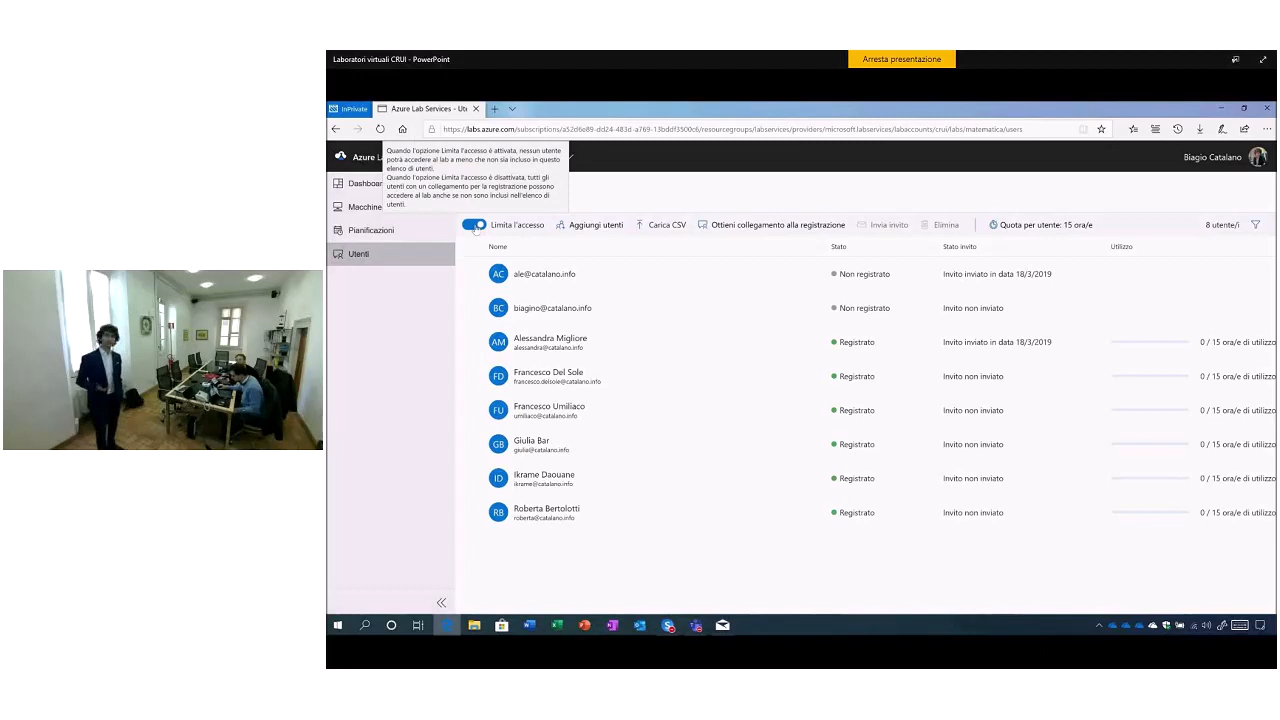 Laboratori virtuali CRUI - PowerPoint
Arresta presentazione
InPrivate
Azure Lab Services - Ute
https://labs.azure.com/subscriptions/a52d6e89-dd24-483d-a769-13bddf3500c6/resourcegroups/labservices/providers/microsoft.labservices/labaccounts/crui/labs/matematica/users
Quando l'opzione Limita l'accesso è attivata, nessun utente
potrà accedere al lab a meno che non sia incluso in questo
elenco di utenti.
Quando l'opzione Limita l'accesso è disattivata, tutti gli
utenti con un collegamento per la registrazione possono
accedere al lab anche se non sono inclusi nell'elenco di
utenti.
Azure La
Biagio Catalano
Dashboar
Macchine
Pianificazioni
Utenti
Limita l'accesso
Aggiungi utenti
Carica CSV
Ottieni collegamento alla registrazione
Invia invito
Elimina
Quota per utente: 15 ora/e
8 utente/i
Nome Stato Stato invito Utilizzo
AC ale@catalano.info Non registrato Invito inviato in data 18/3/2019
BC biagino@catalano.info Non registrato Invito non inviato
AM Alessandra Migliore Registrato Invito inviato in data 18/3/2019 0 / 15 ora/e di utilizzo
alessandra@catalano.info
FD Francesco Del Sole Registrato Invito non inviato 0 / 15 ora/e di utilizzo
francesco.delsole@catalano.info
FU Francesco Umiliaco Registrato Invito non inviato 0 / 15 ora/e di utilizzo
umiliaco@catalano.info
GB Giulia Bar Registrato Invito non inviato 0 / 15 ora/e di utilizzo
giulia@catalano.info
ID Ikrame Daouane Registrato Invito non inviato 0 / 15 ora/e di utilizzo
ikrame@catalano.info
RB Roberta Bertolotti Registrato Invito non inviato 0 / 15 ora/e di utilizzo
roberta@catalano.info